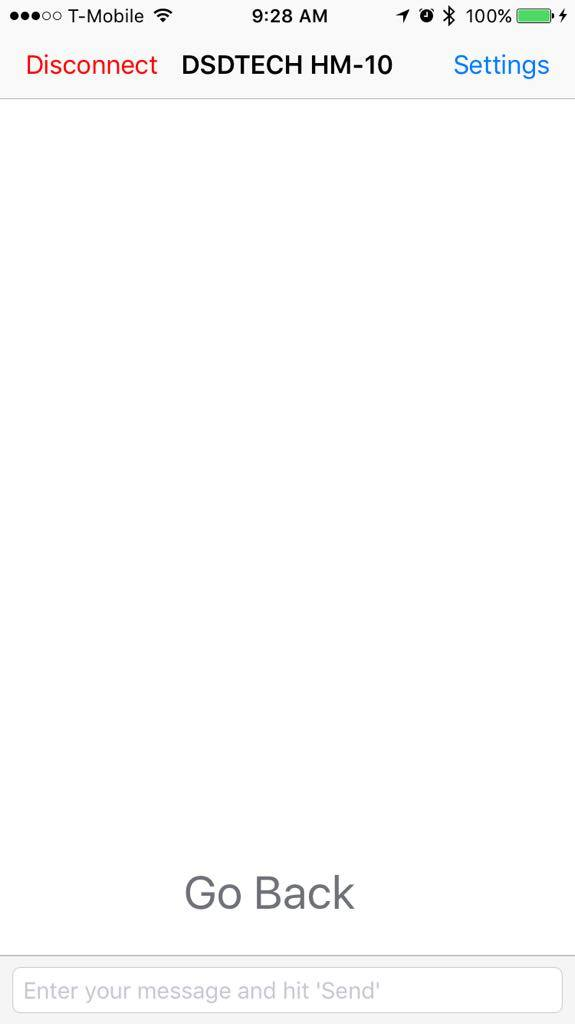 T-Mobile 9:28 AM 100%
Disconnect DSDTECH HM-10 Settings
Go Back
Enter your message and hit 'Send'